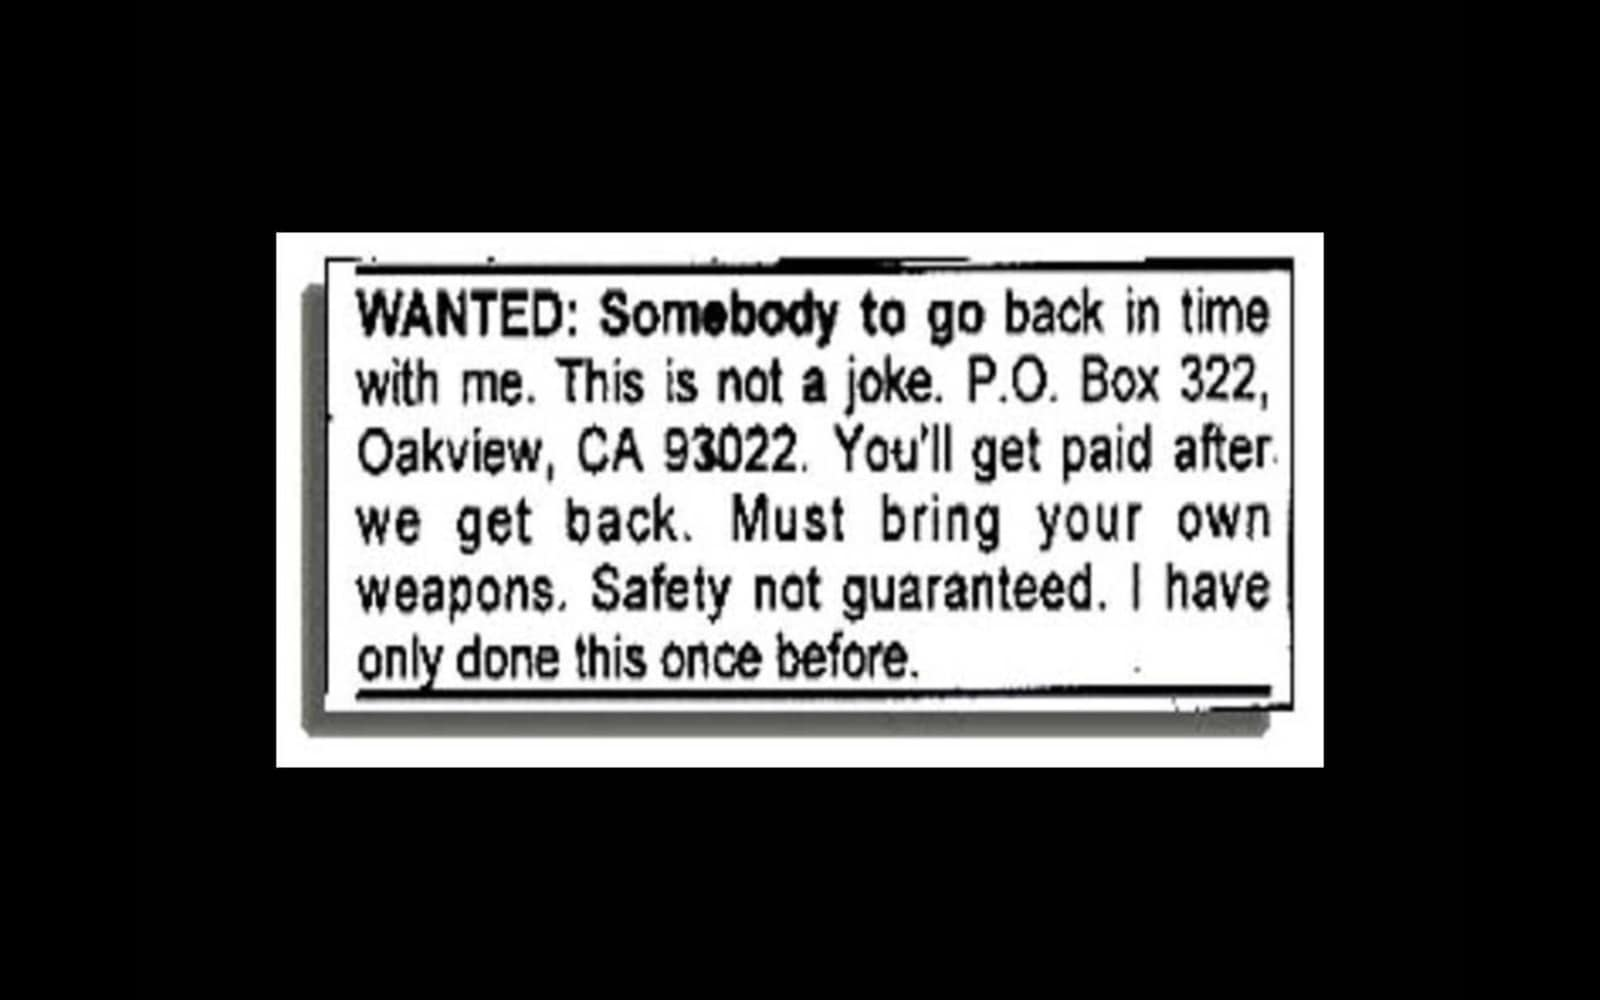 WANTED: Somebody to go back in time
with me. This is not a joke. P.O. Box 322,
Oakview, CA 93022. You'll get paid after
we get back. Must bring your own
weapons. Safety not guaranteed. I have
only done this once before.